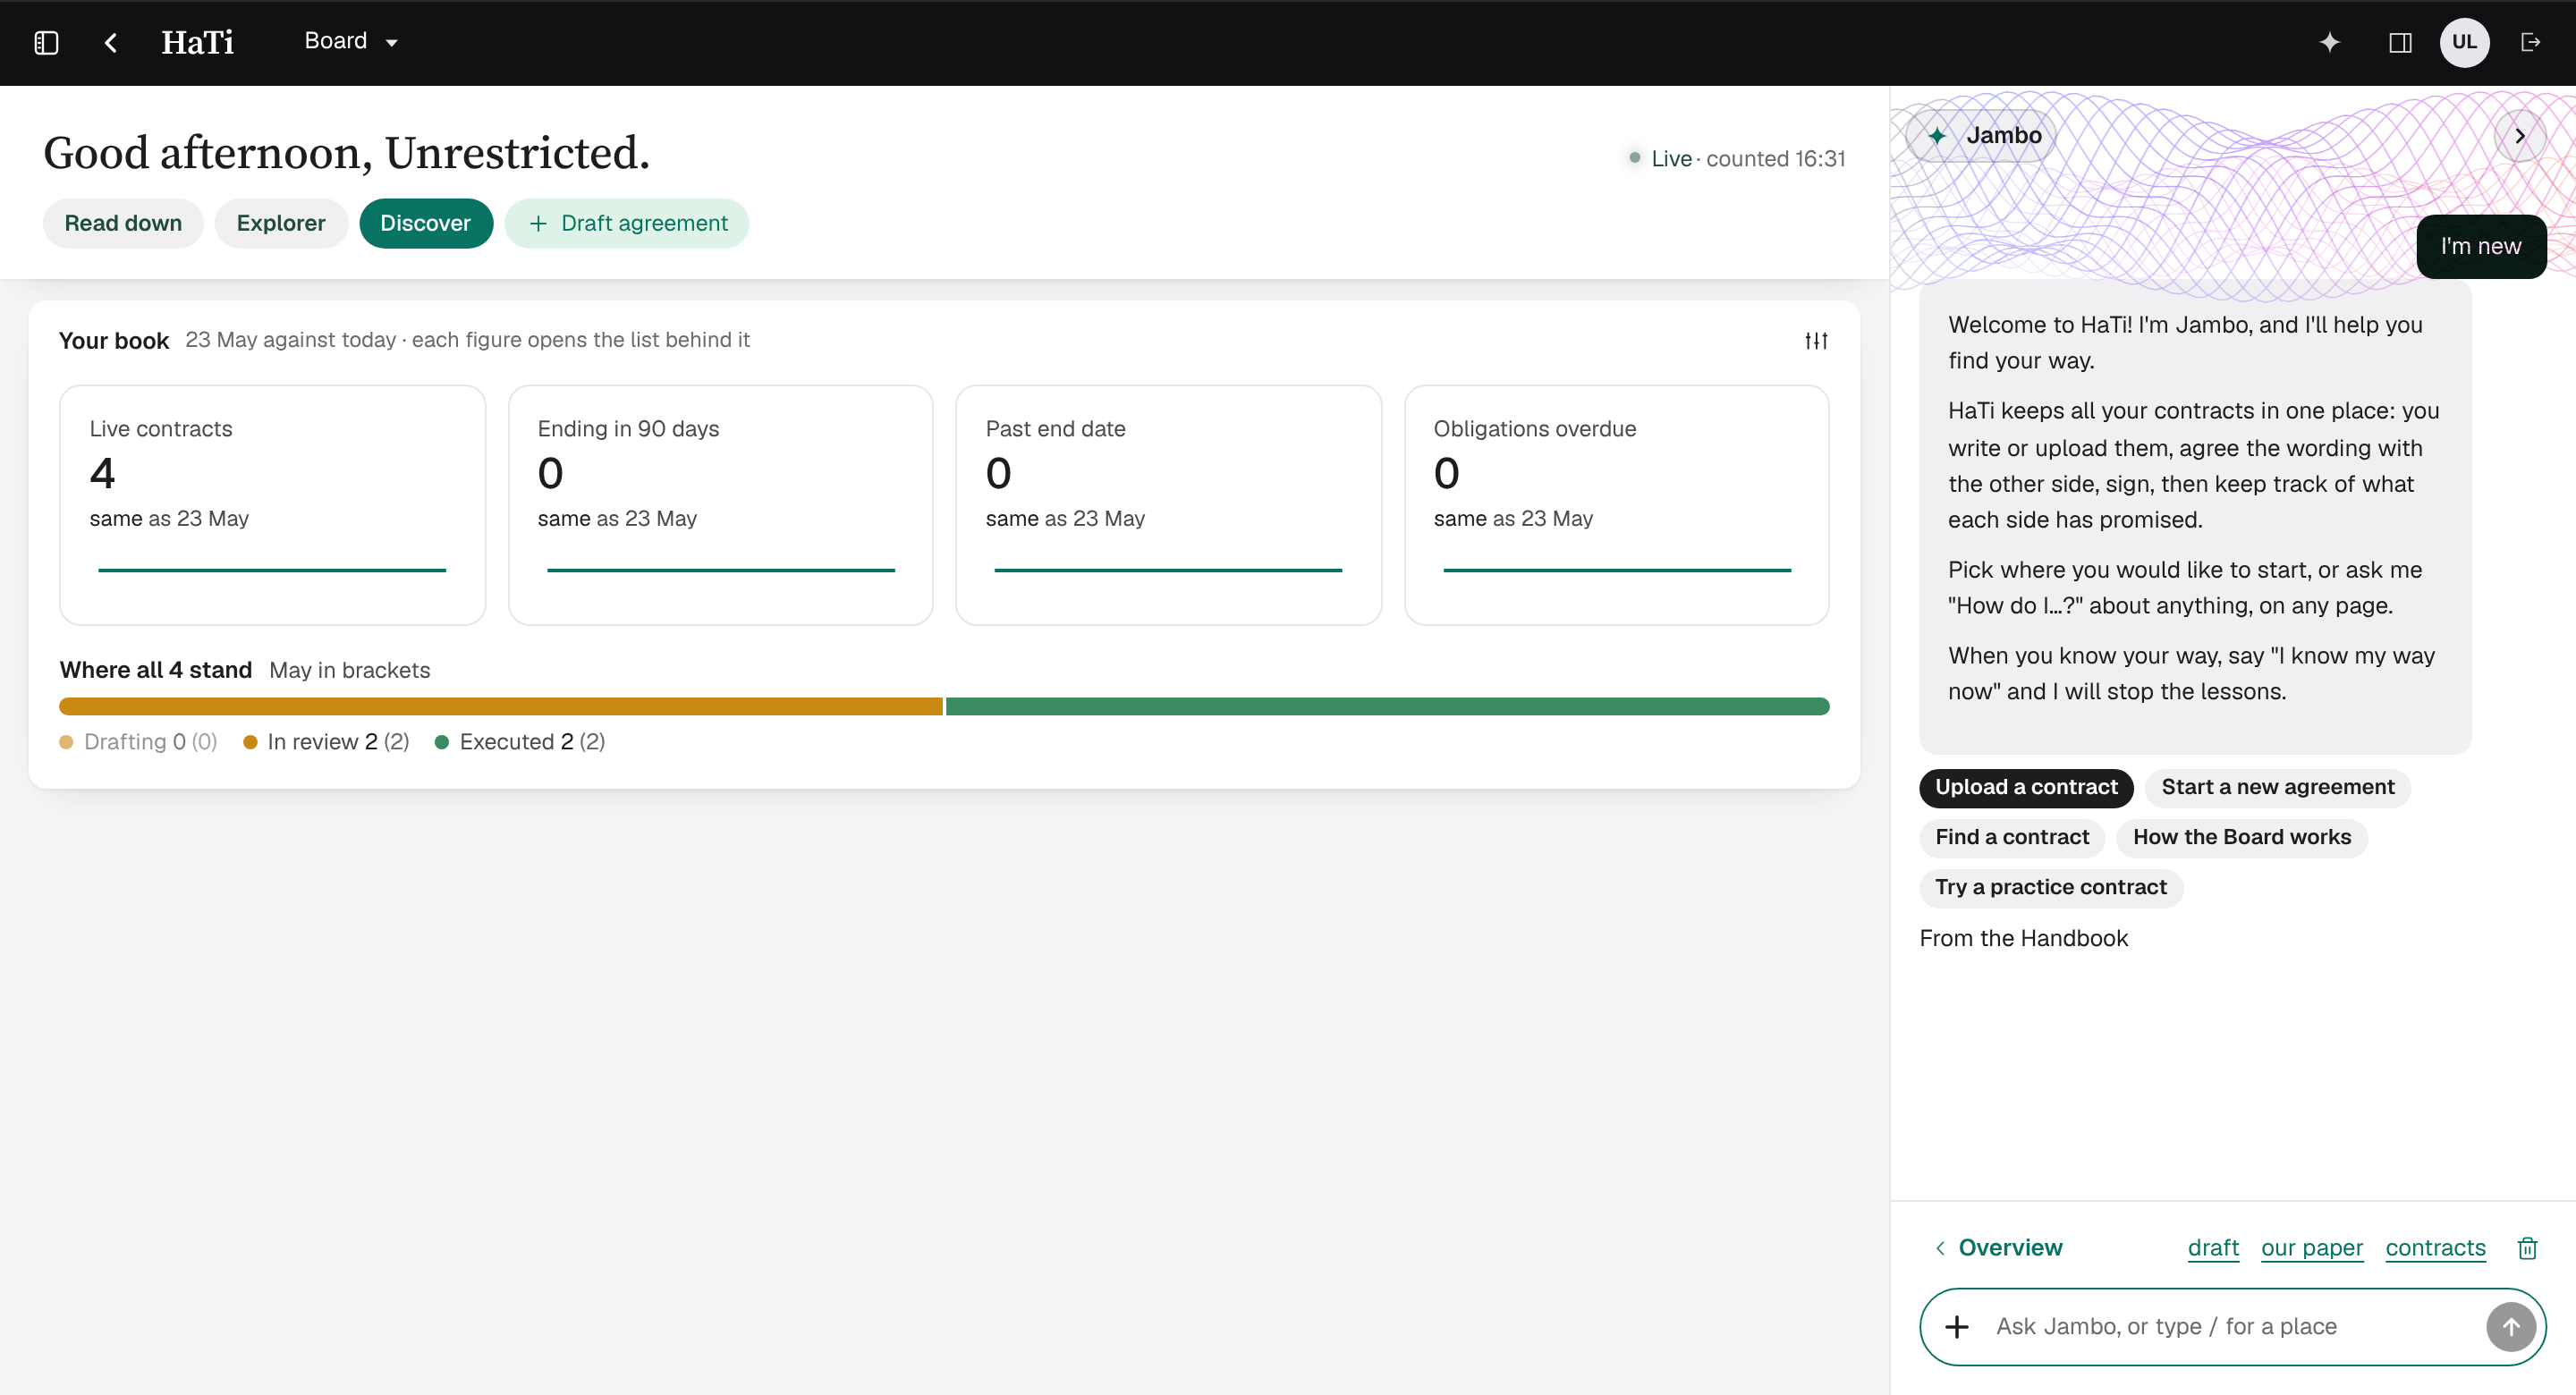 HaTi
Board
UL
Good afternoon, Unrestricted.
Live · counted 16:31
Read down
Explorer
Discover
+ Draft agreement
Your book 23 May against today · each figure opens the list behind it
Live contracts
4
same as 23 May
Ending in 90 days
0
same as 23 May
Past end date
0
same as 23 May
Obligations overdue
0
same as 23 May
Where all 4 stand May in brackets
Drafting 0 (0)
In review 2 (2)
Executed 2 (2)
Jambo
I'm new
Welcome to HaTi! I'm Jambo, and I'll help you
find your way.
HaTi keeps all your contracts in one place: you
write or upload them, agree the wording with
the other side, sign, then keep track of what
each side has promised.
Pick where you would like to start, or ask me
"How do I...?" about anything, on any page.
When you know your way, say "I know my way
now" and I will stop the lessons.
Upload a contract
Start a new agreement
Find a contract
How the Board works
Try a practice contract
From the Handbook
Overview
draft
our paper
contracts
Ask Jambo, or type / for a place